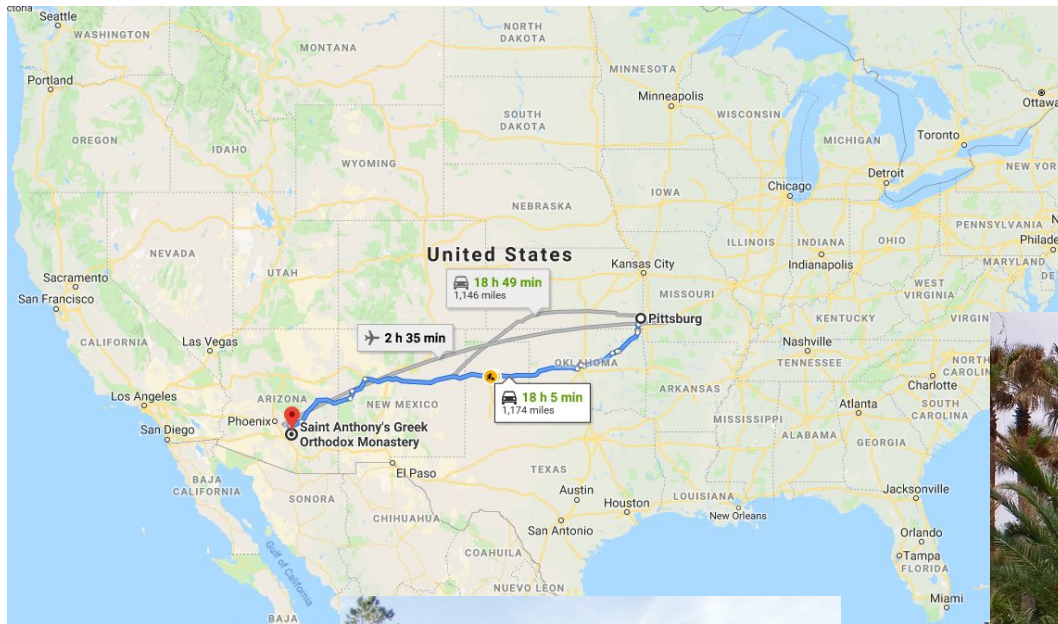 ctoria
Seattle
WASHINGTON
MONTANA
NORTH
DAKOTA
Portland
MINNESOTA
Minneapolis
Ottawa
OREGON
IDAHO
SOUTH
DAKOTA
WISCONSIN
MICHIGAN
Toronto
WYOMING
Detroit
NEW YOR
Chicago
IOWA
NEBRASKA
PENNSYLVANIA
NEVADA
United States
ILLINOIS
INDIANA
OHIO
Philade
Sacramento
UTAH
Kansas City
Indianapolis
MARYLAND
DE
18 h 49 min
1,146 miles
San Francisco
MISSOURI
WEST
VIRGINIA
Pittsburg
KENTUCKY
VIRGIN
2 h 35 min
CALIFORNIA
Las Vegas
Nashville
OKLAHOMA
TENNESSEE
NORTH
CAROLIN
Los Angeles
ARIZONA
NEW MEXICO
18 h 5 min
1,174 miles
ARKANSAS
Charlotte
Phoenix
Saint Anthony's Greek
Orthodox Monastery
San Diego
MISSISSIPPI
Atlanta
SOUTH
CAROLINA
ALABAMA
GEORGIA
El Paso
TEXAS
BAJA
CALIFORNIA
SONORA
Austin
Houston
LOUISIANA
Jacksonville
CHIHUAHUA
San Antonio
New Orleans
Gulf of California
COAHUILA
Orlando
Tampa
FLORIDA
NUEVO LEON
Miami
BAJA